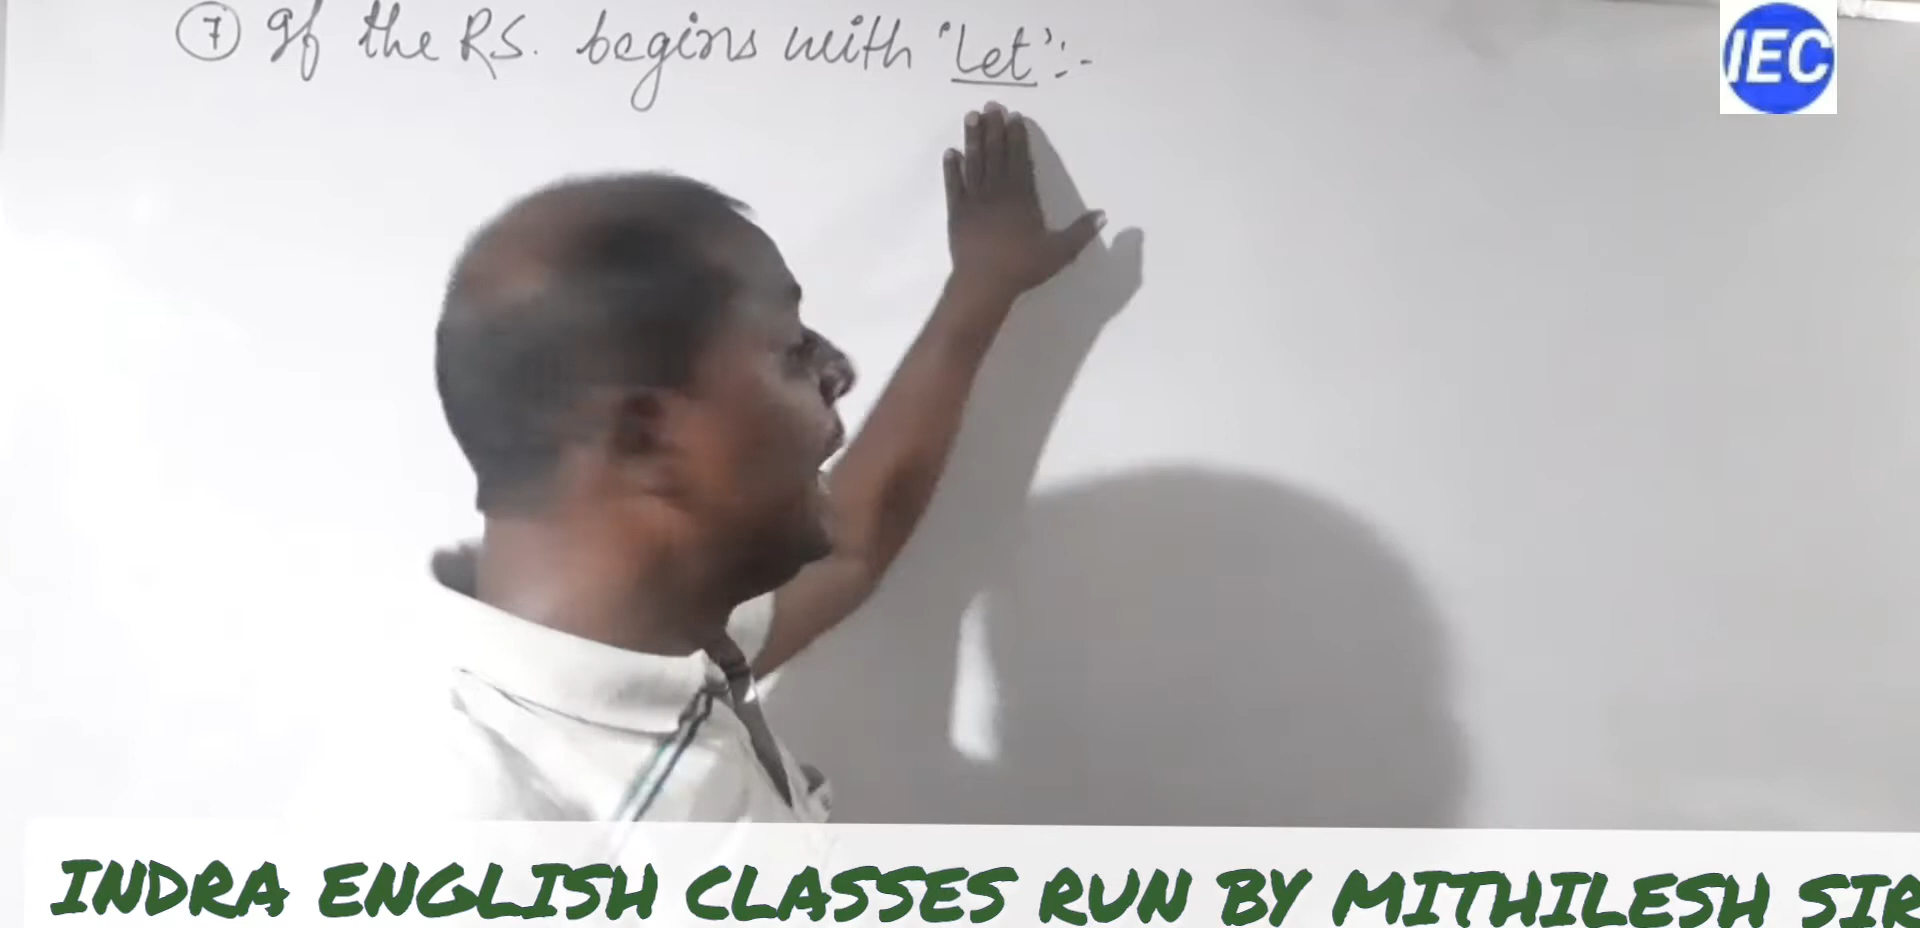 ⑦ If the R.S. begins with 'Let':-
IEC
INDRA ENGLISH CLASSES RUN BY MITHILESH SIR